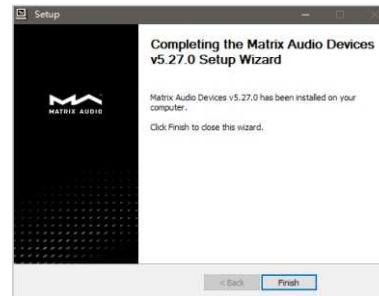 Setup
Completing the Matrix Audio Devices
v5.27.0 Setup Wizard
MATRIX AUDIO
Matrix Audio Devices v5.27.0 has been installed on your
computer.
Click Finish to close this wizard.
< Back
Finish